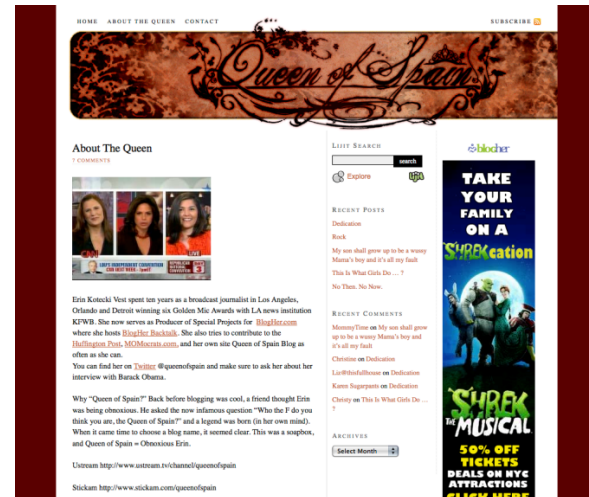 HOME ABOUT THE QUEEN CONTACT
SUBSCRIBE
Queen of Spain
About The Queen
7 COMMENTS
CNN
LIVE
Erin Kotecki Vest spent ten years as a broadcast journalist in Los Angeles,
Orlando and Detroit winning six Golden Mic Awards with LA news institution
KFWB. She now serves as Producer of Special Projects for BlogHer.com
where she hosts BlogHer Backtalk. She also tries to contribute to the
Huffington Post, MOMocrats.com, and her own site Queen of Spain Blog as
often as she can.
You can find her on Twitter @queenofspain and make sure to ask her about her
interview with Barack Obama.
Why "Queen of Spain?" Back before blogging was cool, a friend thought Erin
was being obnoxious. He asked the now infamous question "Who the F do you
think you are, the Queen of Spain?" and a legend was born (in her own mind).
When it came time to choose a blog name, it seemed clear. This was a soapbox,
and Queen of Spain = Obnoxious Erin.
Ustream http://www.ustream.tv/channel/queenofspain
Stickam http://www.stickam.com/queenofspain
LIJIT SEARCH
search
Explore
Lijit
RECENT POSTS
Dedication
Rock
My son shall grow up to be a wussy
Mama's boy and it's all my fault
This Is What Girls Do … ?
No Then. No Now.
RECENT COMMENTS
MommyTime on My son shall grow
up to be a wussy Mama's boy and
it's all my fault
Christine on Dedication
Liz@thisfullhouse on Dedication
Karen Sugarpants on Dedication
Christy on This Is What Girls Do …
?
ARCHIVES
Select Month
blogher
TAKE
YOUR
FAMILY
ON A
SHREKcation
SHREK
THE MUSICAL
50% OFF
TICKETS
DEALS ON NYC
ATTRACTIONS
CLICK HERE